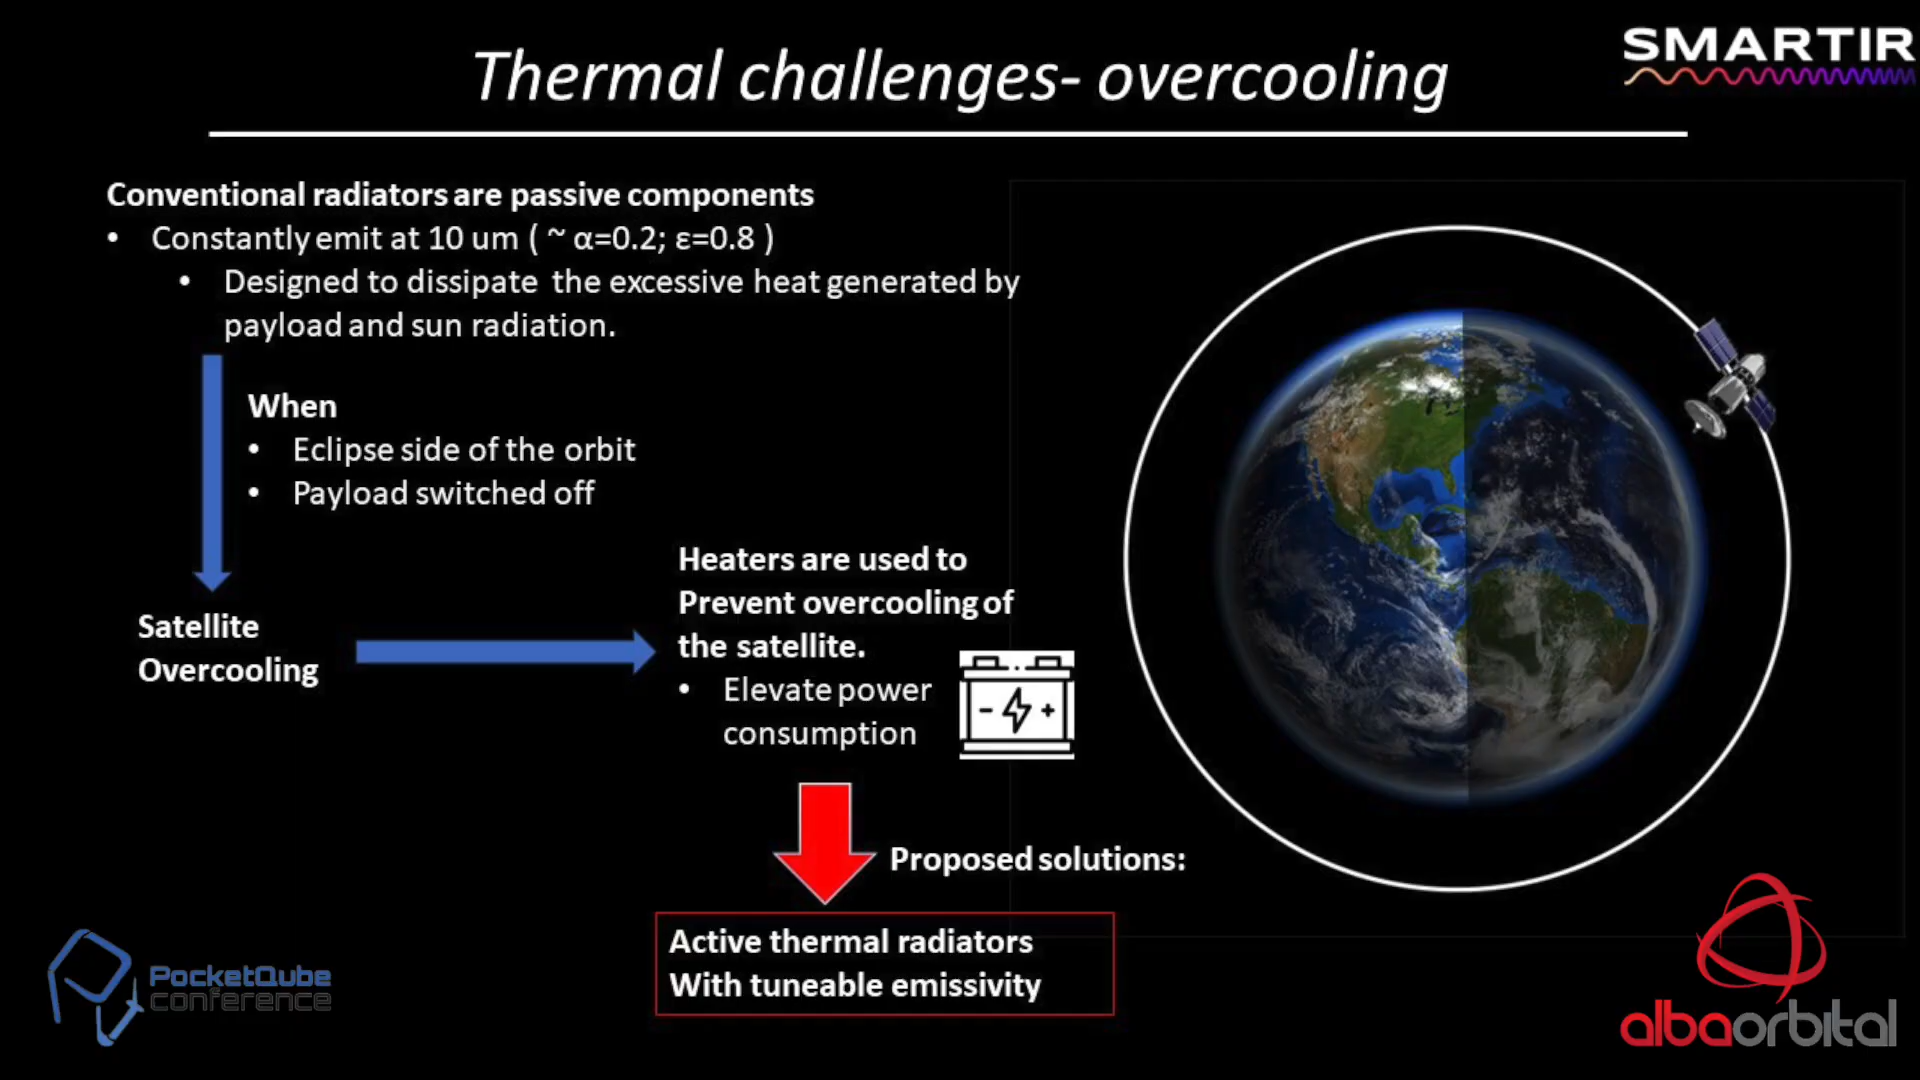 Thermal challenges- overcooling
SMARTIR
Conventional radiators are passive components
• Constantly emit at 10 um ( ~ α=0.2; ε=0.8 )
• Designed to dissipate the excessive heat generated by
payload and sun radiation.
When
• Eclipse side of the orbit
• Payload switched off
Satellite
Overcooling
Heaters are used to
Prevent overcooling of
the satellite.
• Elevate power
consumption
- +
Proposed solutions:
Active thermal radiators
With tuneable emissivity
PocketQube
conference
albaorbital